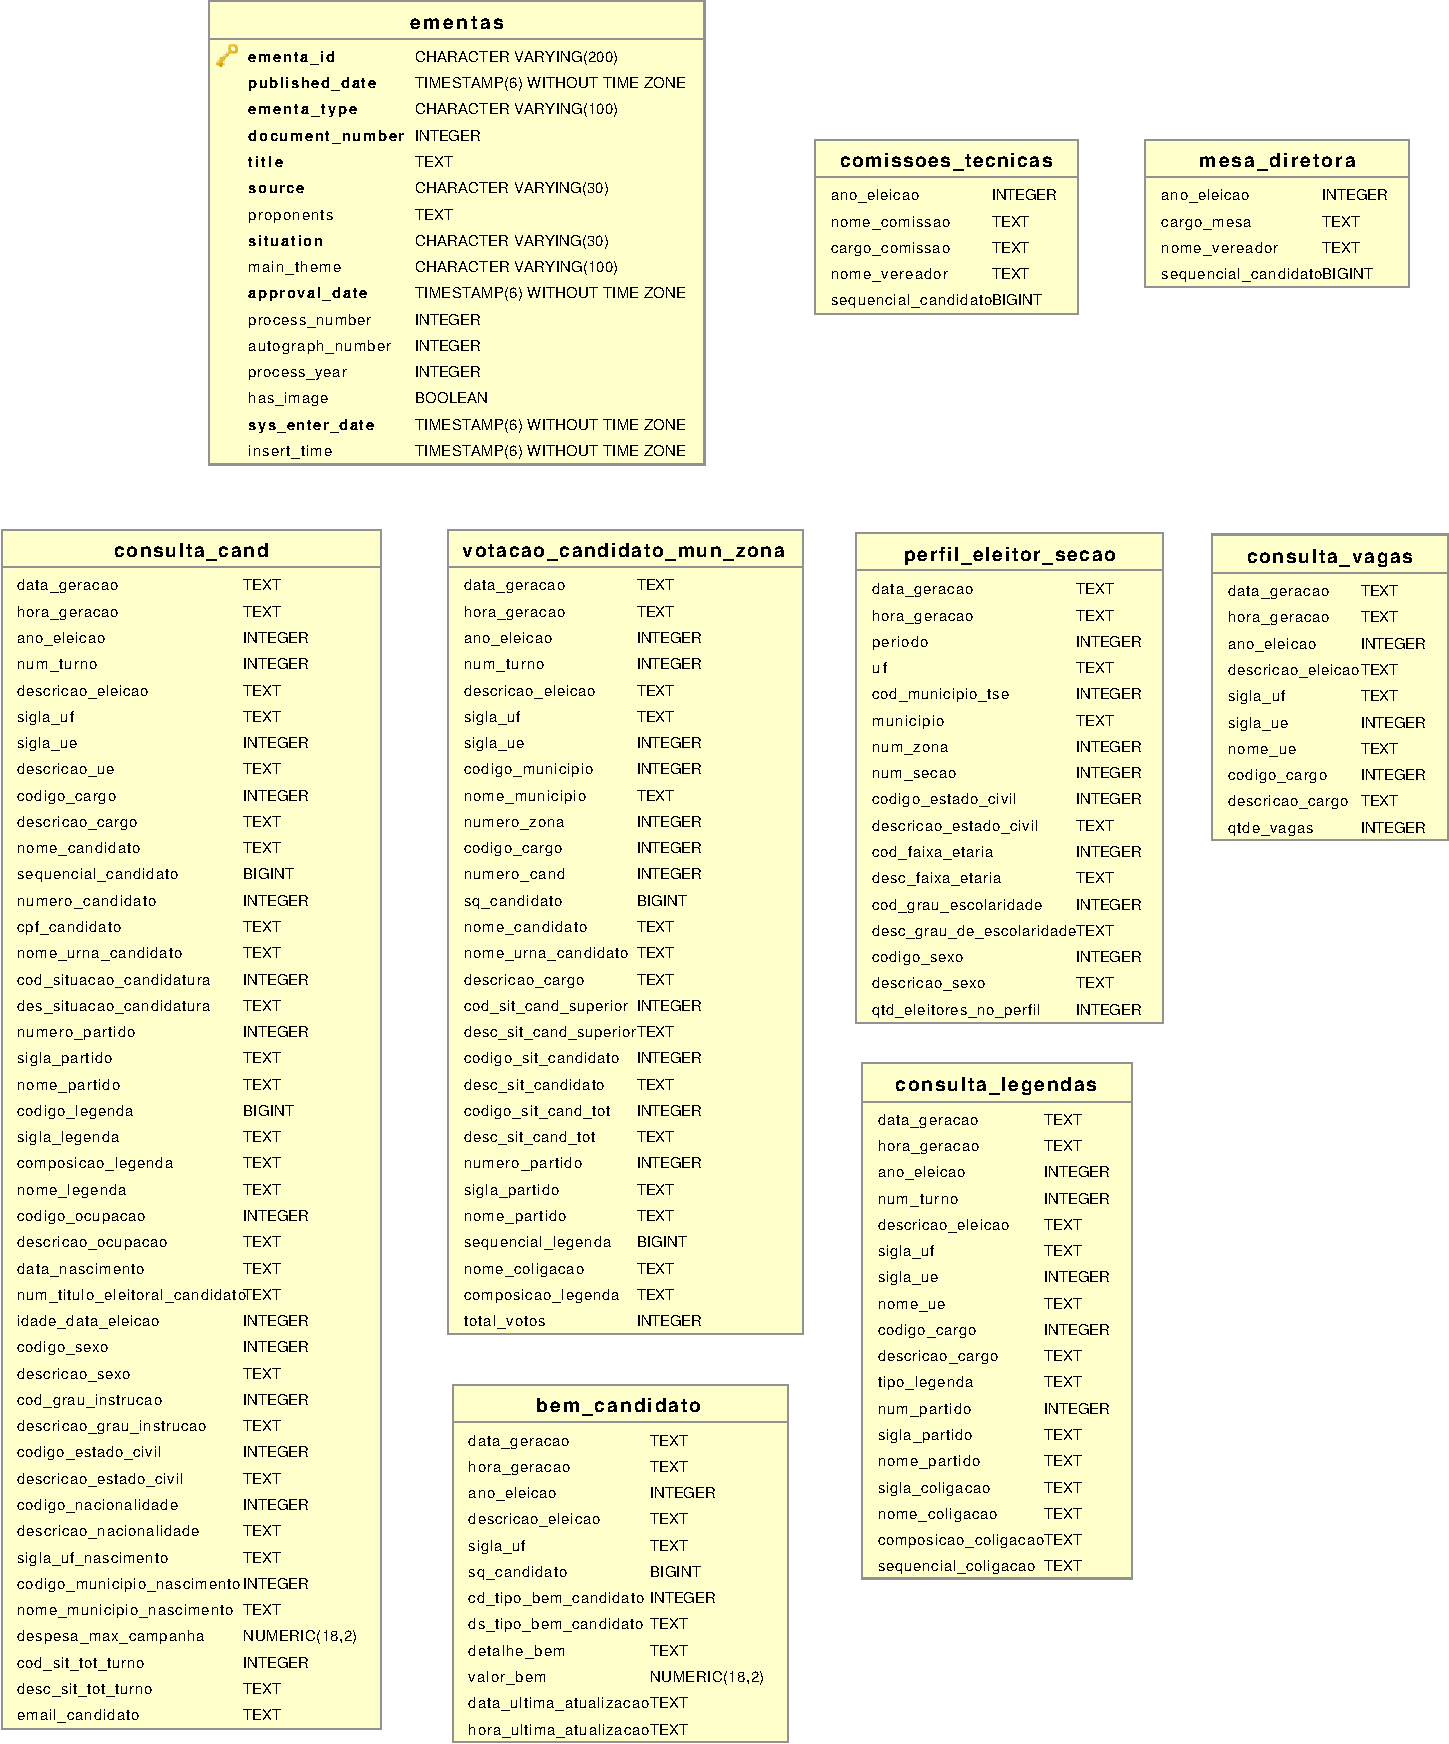 ementas
ementa_id CHARACTER VARYING(200)
published_date TIMESTAMP(6) WITHOUT TIME ZONE
ementa_type CHARACTER VARYING(100)
document_number INTEGER
title TEXT
source CHARACTER VARYING(30)
proponents TEXT
situation CHARACTER VARYING(30)
main_theme CHARACTER VARYING(100)
approval_date TIMESTAMP(6) WITHOUT TIME ZONE
process_number INTEGER
autograph_number INTEGER
process_year INTEGER
has_image BOOLEAN
sys_enter_date TIMESTAMP(6) WITHOUT TIME ZONE
insert_time TIMESTAMP(6) WITHOUT TIME ZONE
comissoes_tecnicas
ano_eleicao INTEGER
nome_comissao TEXT
cargo_comissao TEXT
nome_vereador TEXT
sequencial_candidato BIGINT
mesa_diretora
ano_eleicao INTEGER
cargo_mesa TEXT
nome_vereador TEXT
sequencial_candidato BIGINT
consulta_cand
data_geracao TEXT
hora_geracao TEXT
ano_eleicao INTEGER
num_turno INTEGER
descricao_eleicao TEXT
sigla_uf TEXT
sigla_ue INTEGER
descricao_ue TEXT
codigo_cargo INTEGER
descricao_cargo TEXT
nome_candidato TEXT
sequencial_candidato BIGINT
numero_candidato INTEGER
cpf_candidato TEXT
nome_urna_candidato TEXT
cod_situacao_candidatura INTEGER
des_situacao_candidatura TEXT
numero_partido INTEGER
sigla_partido TEXT
nome_partido TEXT
codigo_legenda BIGINT
sigla_legenda TEXT
composicao_legenda TEXT
nome_legenda TEXT
codigo_ocupacao INTEGER
descricao_ocupacao TEXT
data_nascimento TEXT
num_titulo_eleitoral_candidato TEXT
idade_data_eleicao INTEGER
codigo_sexo INTEGER
descricao_sexo TEXT
cod_grau_instrucao INTEGER
descricao_grau_instrucao TEXT
codigo_estado_civil INTEGER
descricao_estado_civil TEXT
codigo_nacionalidade INTEGER
descricao_nacionalidade TEXT
sigla_uf_nascimento TEXT
codigo_municipio_nascimento INTEGER
nome_municipio_nascimento TEXT
despesa_max_campanha NUMERIC(18,2)
cod_sit_tot_turno INTEGER
desc_sit_tot_turno TEXT
email_candidato TEXT
votacao_candidato_mun_zona
data_geracao TEXT
hora_geracao TEXT
ano_eleicao INTEGER
num_turno INTEGER
descricao_eleicao TEXT
sigla_uf TEXT
sigla_ue INTEGER
codigo_municipio INTEGER
nome_municipio TEXT
numero_zona INTEGER
codigo_cargo INTEGER
numero_cand INTEGER
sq_candidato BIGINT
nome_candidato TEXT
nome_urna_candidato TEXT
descricao_cargo TEXT
cod_sit_cand_superior INTEGER
desc_sit_cand_superior TEXT
codigo_sit_candidato INTEGER
desc_sit_candidato TEXT
codigo_sit_cand_tot INTEGER
desc_sit_cand_tot TEXT
numero_partido INTEGER
sigla_partido TEXT
nome_partido TEXT
sequencial_legenda BIGINT
nome_coligacao TEXT
composicao_legenda TEXT
total_votos INTEGER
bem_candidato
data_geracao TEXT
hora_geracao TEXT
ano_eleicao INTEGER
descricao_eleicao TEXT
sigla_uf TEXT
sq_candidato BIGINT
cd_tipo_bem_candidato INTEGER
ds_tipo_bem_candidato TEXT
detalhe_bem TEXT
valor_bem NUMERIC(18,2)
data_ultima_atualizacao TEXT
hora_ultima_atualizacao TEXT
perfil_eleitor_secao
data_geracao TEXT
hora_geracao TEXT
periodo INTEGER
uf TEXT
cod_municipio_tse INTEGER
municipio TEXT
num_zona INTEGER
num_secao INTEGER
codigo_estado_civil INTEGER
descricao_estado_civil TEXT
cod_faixa_etaria INTEGER
desc_faixa_etaria TEXT
cod_grau_escolaridade INTEGER
desc_grau_de_escolaridade TEXT
codigo_sexo INTEGER
descricao_sexo TEXT
qtd_eleitores_no_perfil INTEGER
consulta_legendas
data_geracao TEXT
hora_geracao TEXT
ano_eleicao INTEGER
num_turno INTEGER
descricao_eleicao TEXT
sigla_uf TEXT
sigla_ue INTEGER
nome_ue TEXT
codigo_cargo INTEGER
descricao_cargo TEXT
tipo_legenda TEXT
num_partido INTEGER
sigla_partido TEXT
nome_partido TEXT
sigla_coligacao TEXT
nome_coligacao TEXT
composicao_coligacao TEXT
sequencial_coligacao TEXT
consulta_vagas
data_geracao TEXT
hora_geracao TEXT
ano_eleicao INTEGER
descricao_eleicao TEXT
sigla_uf TEXT
sigla_ue INTEGER
nome_ue TEXT
codigo_cargo INTEGER
descricao_cargo TEXT
qtde_vagas INTEGER